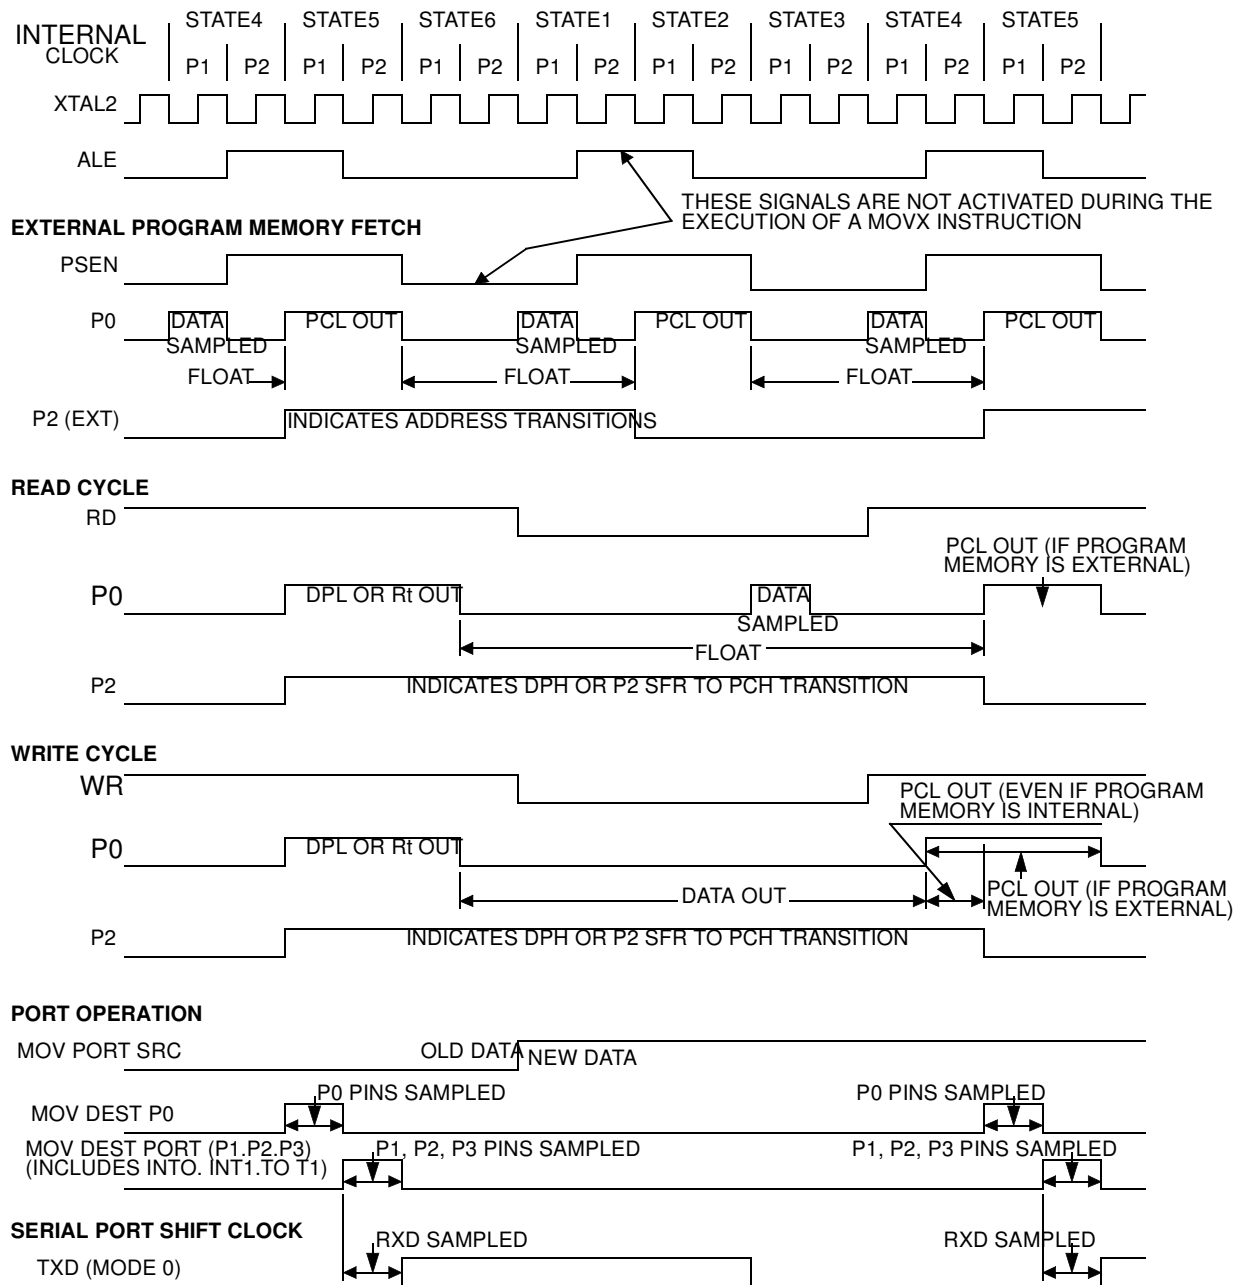 INTERNAL
CLOCK
STATE4 STATE5 STATE6 STATE1 STATE2 STATE3 STATE4 STATE5
P1 P2 P1 P2 P1 P2 P1 P2 P1 P2 P1 P2 P1 P2 P1 P2
XTAL2
ALE
THESE SIGNALS ARE NOT ACTIVATED DURING THE
EXECUTION OF A MOVX INSTRUCTION
EXTERNAL PROGRAM MEMORY FETCH
PSEN
P0 DATA PCL OUT DATA PCL OUT DATA PCL OUT
SAMPLED SAMPLED SAMPLED
FLOAT FLOAT FLOAT
P2 (EXT) INDICATES ADDRESS TRANSITIONS
READ CYCLE
RD
PCL OUT (IF PROGRAM
MEMORY IS EXTERNAL)
P0 DPL OR Rt OUT DATA
SAMPLED
FLOAT
P2 INDICATES DPH OR P2 SFR TO PCH TRANSITION
WRITE CYCLE
WR
PCL OUT (EVEN IF PROGRAM
MEMORY IS INTERNAL)
P0 DPL OR Rt OUT
DATA OUT
PCL OUT (IF PROGRAM
MEMORY IS EXTERNAL)
P2 INDICATES DPH OR P2 SFR TO PCH TRANSITION
PORT OPERATION
MOV PORT SRC OLD DATA NEW DATA
P0 PINS SAMPLED P0 PINS SAMPLED
MOV DEST P0
MOV DEST PORT (P1.P2.P3) P1, P2, P3 PINS SAMPLED P1, P2, P3 PINS SAMPLED
(INCLUDES INTO. INT1.TO T1)
SERIAL PORT SHIFT CLOCK
RXD SAMPLED RXD SAMPLED
TXD (MODE 0)